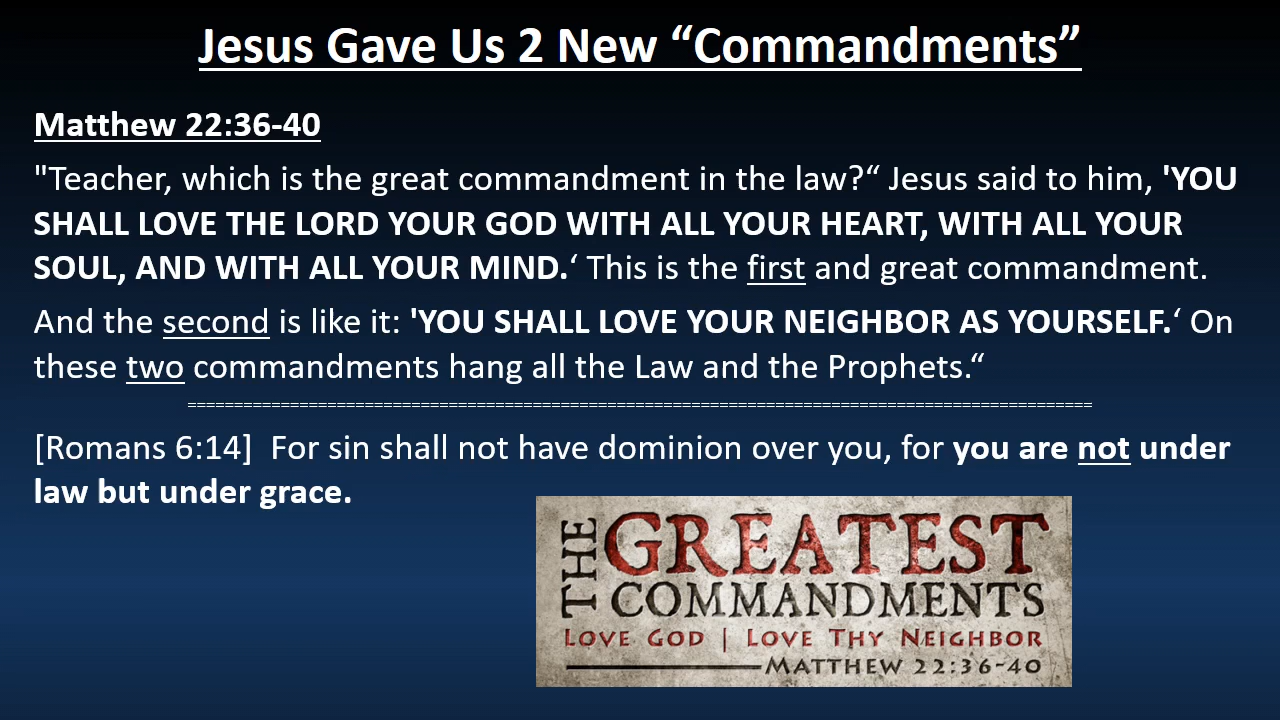 Jesus Gave Us 2 New “Commandments”
Matthew 22:36-40
"Teacher, which is the great commandment in the law?“ Jesus said to him, 'YOU
SHALL LOVE THE LORD YOUR GOD WITH ALL YOUR HEART, WITH ALL YOUR
SOUL, AND WITH ALL YOUR MIND.‘ This is the first and great commandment.
And the second is like it: 'YOU SHALL LOVE YOUR NEIGHBOR AS YOURSELF.‘ On
these two commandments hang all the Law and the Prophets.“
[Romans 6:14]  For sin shall not have dominion over you, for you are not under
law but under grace.
THE GREATEST
COMMANDMENTS
LOVE GOD | LOVE THY NEIGHBOR
MATTHEW 22:36-40